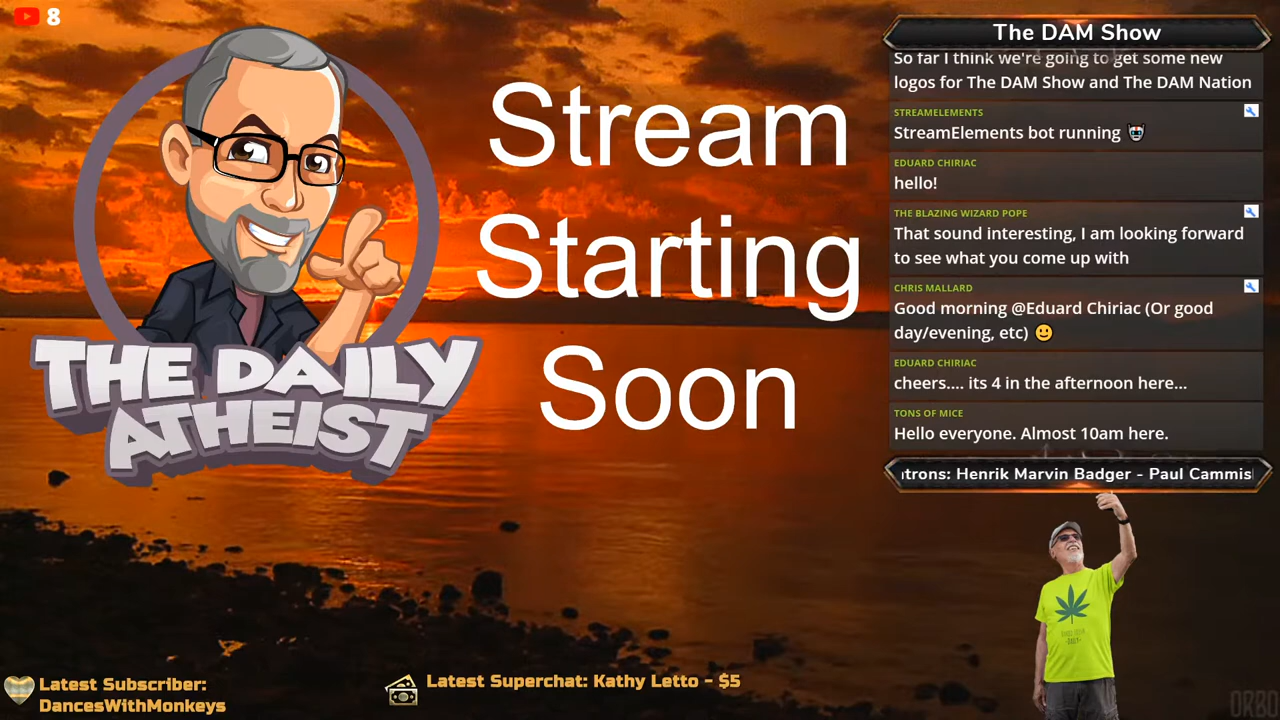 8
THE DAILY
ATHEIST
Stream
Starting
Soon
The DAM Show
So far I think we're going to get some new
logos for The DAM Show and The DAM Nation
STREAMELEMENTS
StreamElements bot running
EDUARD CHIRIAC
hello!
THE BLAZING WIZARD POPE
That sound interesting, I am looking forward
to see what you come up with
CHRIS MALLARD
Good morning @Eduard Chiriac (Or good
day/evening, etc)
EDUARD CHIRIAC
cheers.... its 4 in the afternoon here...
TONS OF MICE
Hello everyone. Almost 10am here.
atrons: Henrik Marvin Badger - Paul Cammis
Latest Subscriber:
DancesWithMonkeys
Latest Superchat: Kathy Letto - $5
ORBO